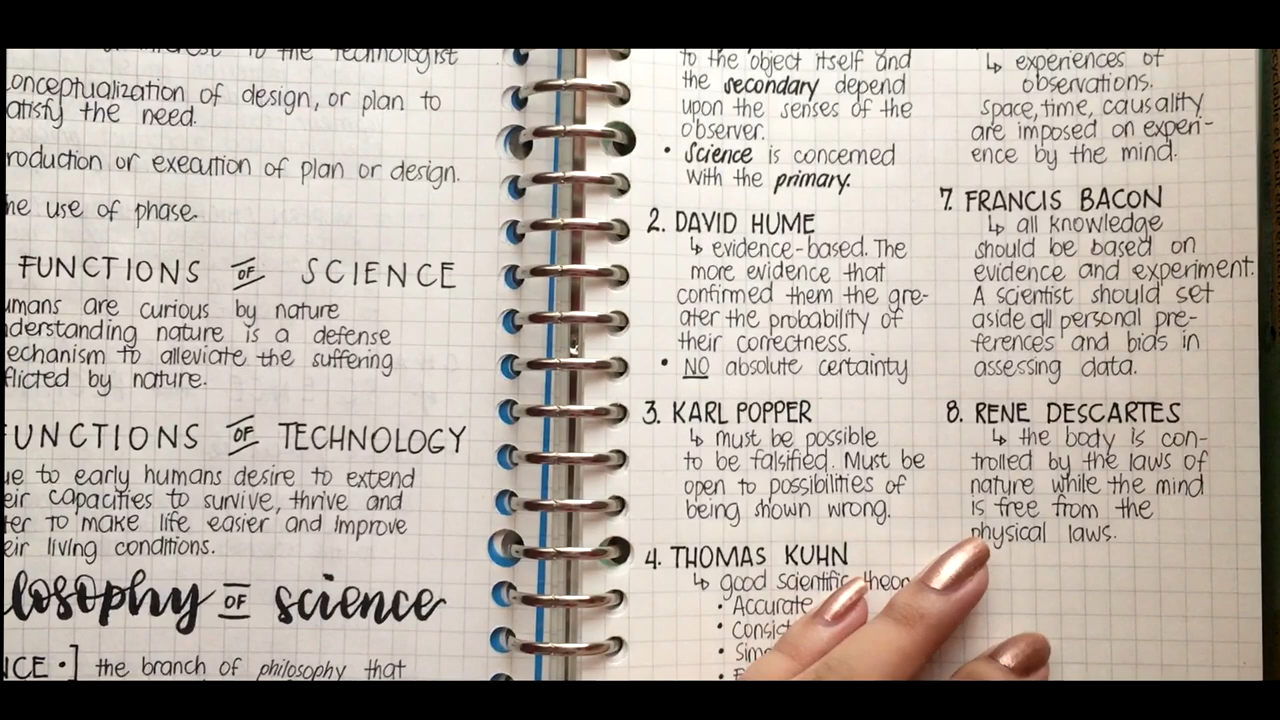 to the technologist
onceptualization of design, or plan to
atisfy the need.
roduction or execution of plan or design.
he use of phase.
FUNCTIONS OF SCIENCE
umans are curious by nature
derstanding nature is a defense
echanism to alleviate the suffering
flicted by nature.
UNCTIONS OF TECHNOLOGY
ue to early humans desire to extend
eir capacities to survive, thrive and
ter to make life easier and improve
eir living conditions.
losophy OF science
NCE •] the branch of philosophy that
to the object itself and
the secondary depend
upon the senses of the
observer.
• Science is concerned
with the primary.
2. DAVID HUME
↳ evidence-based. The
more evidence that
confirmed them the gre-
ater the probability of
their correctness.
• NO absolute certainty
3. KARL POPPER
↳ must be possible
to be falsified. Must be
open to possibilities of
being shown wrong.
4. THOMAS KUHN
↳ good scientific theor
• Accurate
• Consist
• Sim
↳ experiences of
observations.
space, time, causality
are imposed on experi-
ence by the mind.
7. FRANCIS BACON
↳ all knowledge
should be based on
evidence and experiment.
A scientist should set
aside all personal pre-
ferences and bias in
assessing data.
8. RENE DESCARTES
↳ the body is con-
trolled by the laws of
nature while the mind
is free from the
physical laws.